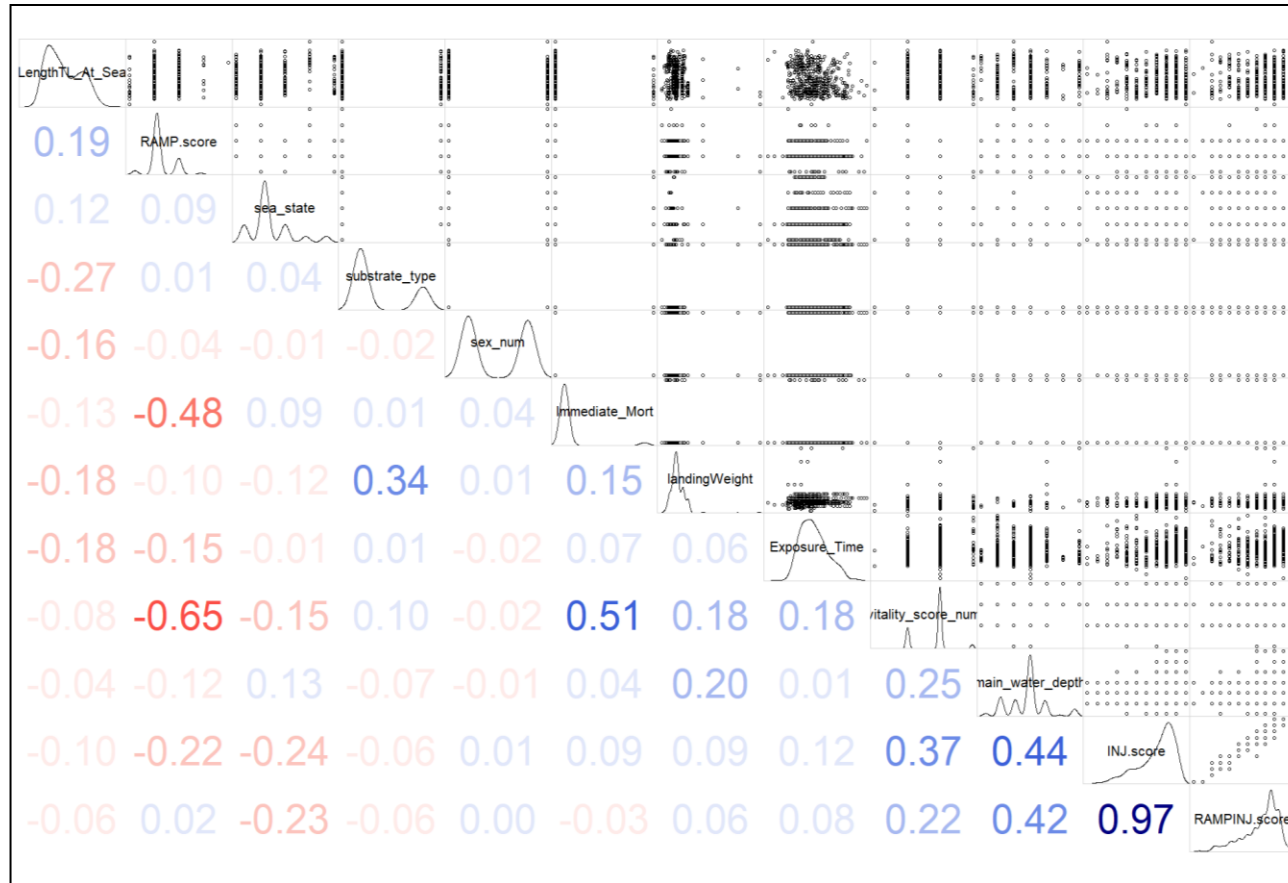 LengthTL_At_Sea
0.19 RAMP.score
0.12 0.09 sea_state
-0.27 0.01 0.04 substrate_type
-0.16 -0.04 -0.01 -0.02 sex_num
-0.13 -0.48 0.09 0.01 0.04 Immediate_Mort
-0.18 -0.10 -0.12 0.34 0.01 0.15 landingWeight
-0.18 -0.15 -0.01 0.01 -0.02 0.07 0.06 Exposure_Time
-0.08 -0.65 -0.15 0.10 -0.02 0.51 0.18 0.18 vitality_score_num
-0.04 -0.12 0.13 -0.07 -0.01 0.04 0.20 0.01 0.25 main_water_depth
-0.10 -0.22 -0.24 -0.06 0.01 0.09 0.09 0.12 0.37 0.44 INJ.score
-0.06 0.02 -0.23 -0.06 0.00 -0.03 0.06 0.08 0.22 0.42 0.97 RAMPINJ.score